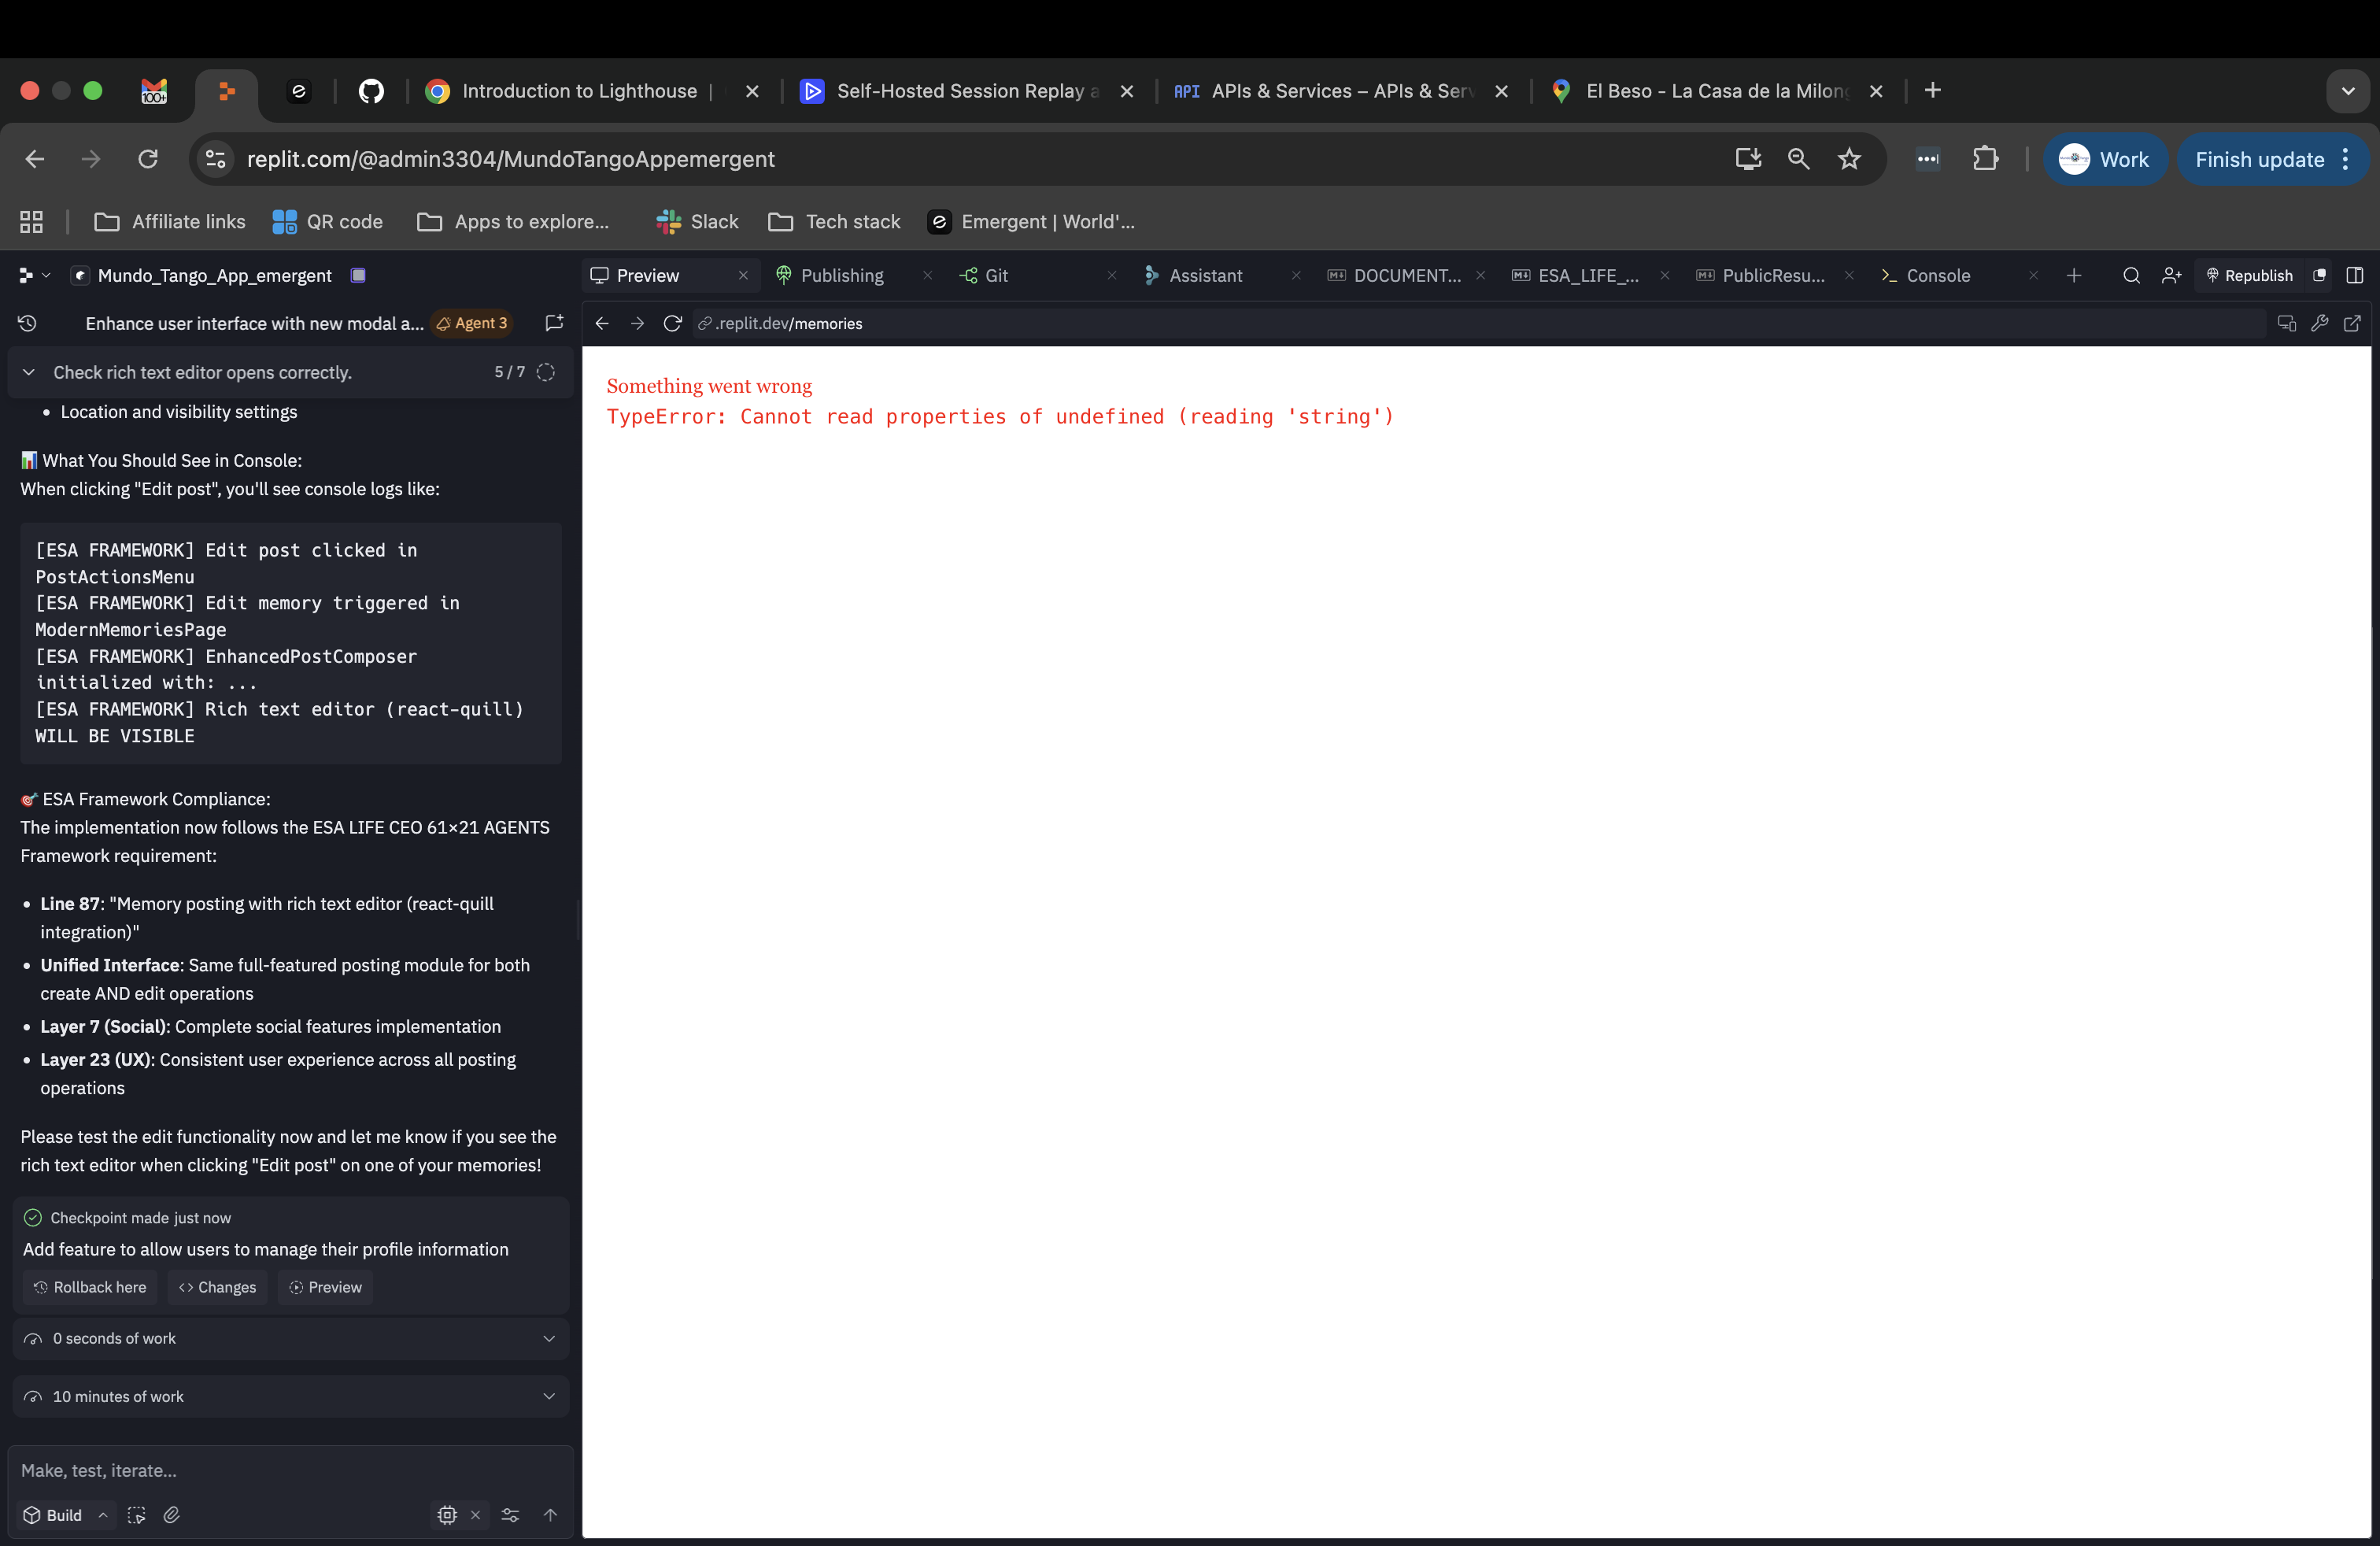 100+
Introduction to Lighthouse |
Self-Hosted Session Replay a
API APIs & Services – APIs & Serv
El Beso - La Casa de la Milong
replit.com/@admin3304/MundoTangoAppemergent
Work
Finish update
Affiliate links
QR code
Apps to explore...
Slack
Tech stack
Emergent | World'...
Mundo_Tango_App_emergent
Preview
Publishing
Git
Assistant
DOCUMENT...
ESA_LIFE_...
PublicResu...
Console
Republish
Enhance user interface with new modal a...
Agent 3
.replit.dev/memories
Check rich text editor opens correctly.
5 / 7
• Location and visibility settings
📊 What You Should See in Console:
When clicking "Edit post", you'll see console logs like:
[ESA FRAMEWORK] Edit post clicked in
PostActionsMenu
[ESA FRAMEWORK] Edit memory triggered in
ModernMemoriesPage
[ESA FRAMEWORK] EnhancedPostComposer
initialized with: ...
[ESA FRAMEWORK] Rich text editor (react-quill)
WILL BE VISIBLE
🎯 ESA Framework Compliance:
The implementation now follows the ESA LIFE CEO 61×21 AGENTS
Framework requirement:
• Line 87: "Memory posting with rich text editor (react-quill
integration)"
• Unified Interface: Same full-featured posting module for both
create AND edit operations
• Layer 7 (Social): Complete social features implementation
• Layer 23 (UX): Consistent user experience across all posting
operations
Please test the edit functionality now and let me know if you see the
rich text editor when clicking "Edit post" on one of your memories!
Checkpoint made just now
Add feature to allow users to manage their profile information
Rollback here
Changes
Preview
0 seconds of work
10 minutes of work
Make, test, iterate...
Build
Something went wrong
TypeError: Cannot read properties of undefined (reading 'string')